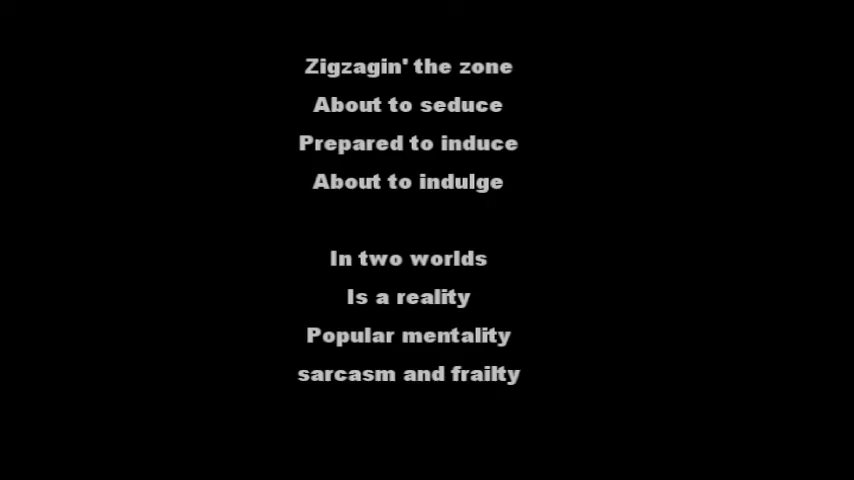 Zigzagin' the zone
About to seduce
Prepared to induce
About to indulge
In two worlds
Is a reality
Popular mentality
sarcasm and frailty